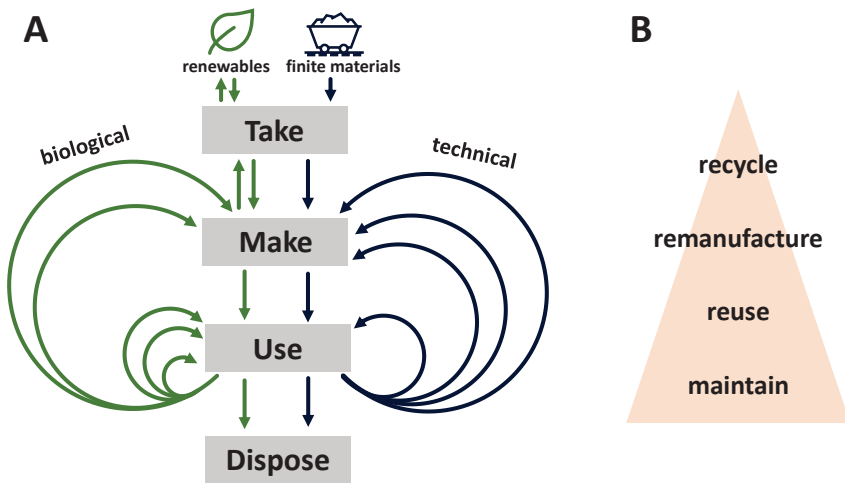 A
B
renewables
finite materials
Take
biological
technical
Make
Use
Dispose
recycle
remanufacture
reuse
maintain